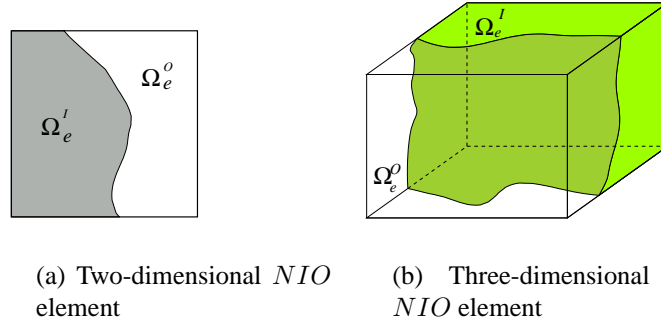 Ω_e^I
Ω_e^O
Ω_e^I
Ω_e^O
(a) Two-dimensional NIO
element
(b) Three-dimensional
NIO element